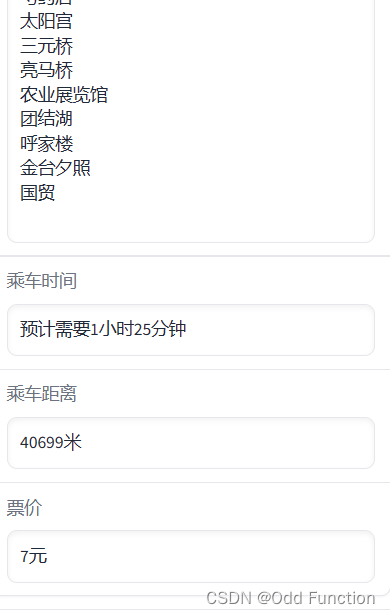 太阳宫
三元桥
亮马桥
农业展览馆
团结湖
呼家楼
金台夕照
国贸
乘车时间
预计需要1小时25分钟
乘车距离
40699米
票价
7元
CSDN @Odd Function